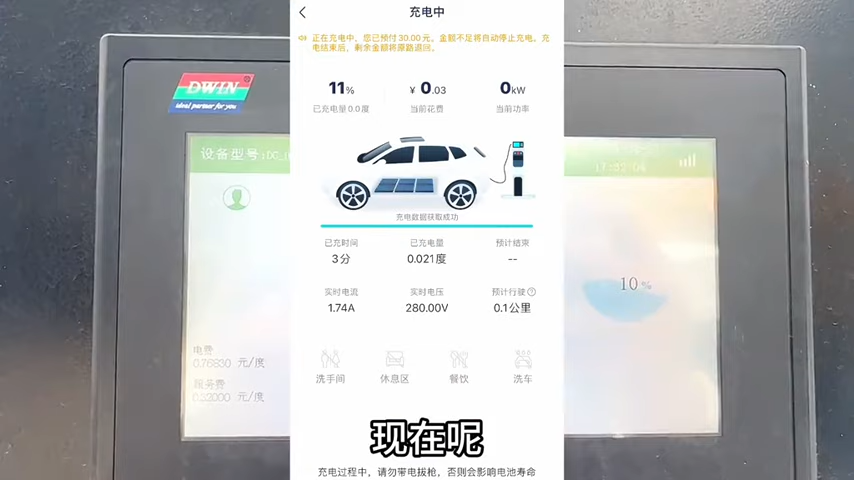 充电中
正在充电中，您已预付30.00元。金额不足将自动停止充电。充
电结束后，剩余金额将原路退回。
11%
¥ 0.03
0kW
已充电量0.0度
当前花费
当前功率
充电数据获取成功
已充时间
已充电量
预计结束
3分
0.021度
--
实时电流
实时电压
预计行驶
1.74A
280.00V
0.1公里
洗手间
休息区
餐饮
洗车
现在呢
充电过程中，请勿带电拔枪，否则会影响电池寿命
DWIN®
ideal partner for you
设备型号:DC_
10%
电费
0.76830 元/度
服务费
0.32000 元/度